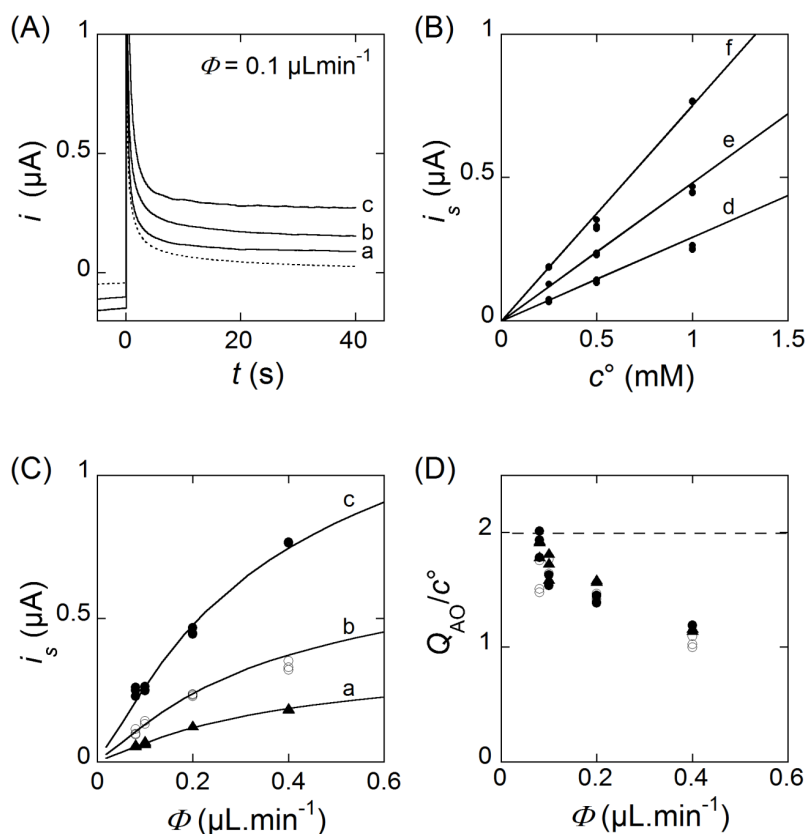 (A)
Φ = 0.1 µLmin⁻¹
1
0.5
0
i (µA)
c
b
a
0
20
40
t (s)
(B)
1
0.5
0
i_s (µA)
f
e
d
0
0.5
1
1.5
c° (mM)
(C)
1
0.5
0
i_s (µA)
c
b
a
0
0.2
0.4
0.6
Φ (µL.min⁻¹)
(D)
2
1
0
Q_AO/c°
0
0.2
0.4
0.6
Φ (µL.min⁻¹)